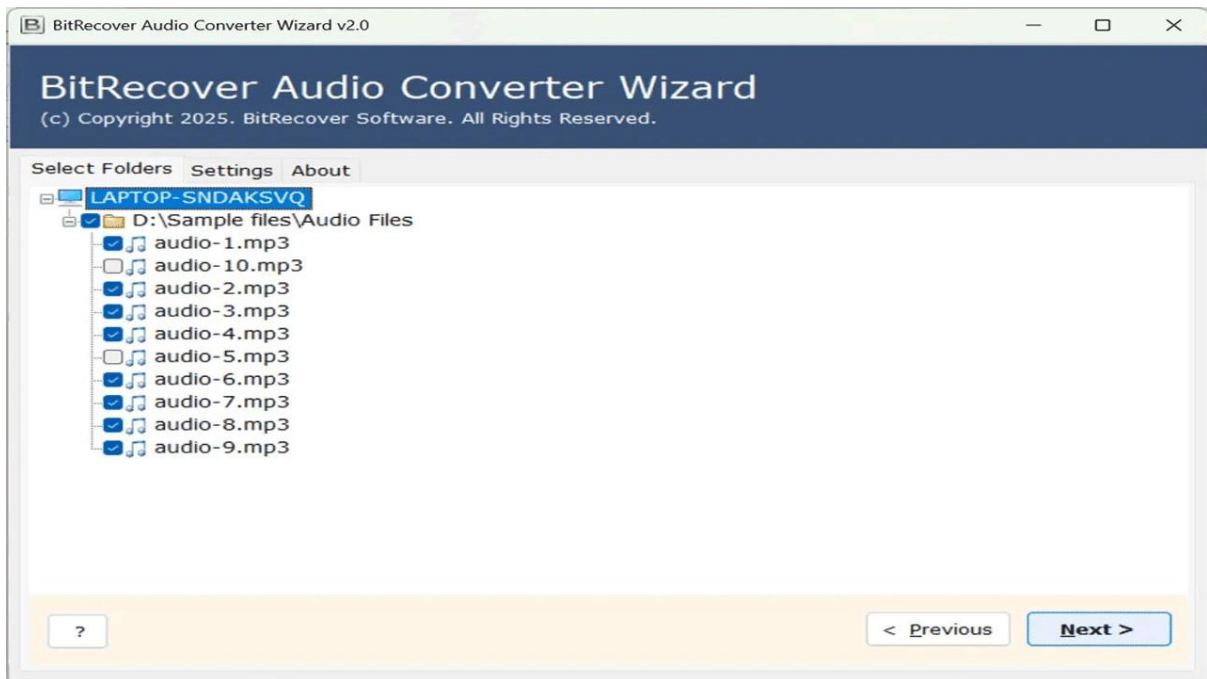 BitRecover Audio Converter Wizard v2.0
BitRecover Audio Converter Wizard
(c) Copyright 2025. BitRecover Software. All Rights Reserved.
Select Folders Settings About
LAPTOP-SNDAKSVQ
D:\Sample files\Audio Files
audio-1.mp3
audio-10.mp3
audio-2.mp3
audio-3.mp3
audio-4.mp3
audio-5.mp3
audio-6.mp3
audio-7.mp3
audio-8.mp3
audio-9.mp3
? < Previous Next >